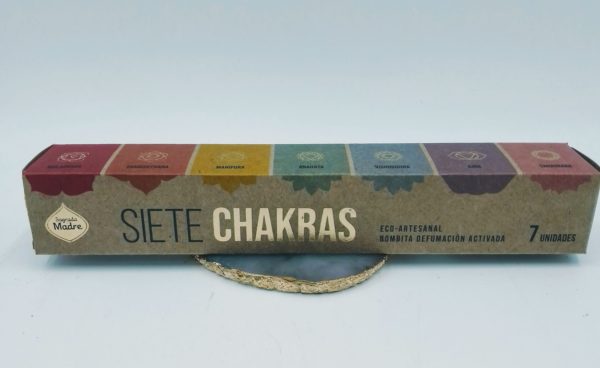 MANIPURA
ANAHATA
VISHUDDHA
AJNA
Sagrada
Madre
SIETE CHAKRAS
ECO-ARTESANAL
BOMBITA DEFUMACIÓN ACTIVADA
7 UNIDADES